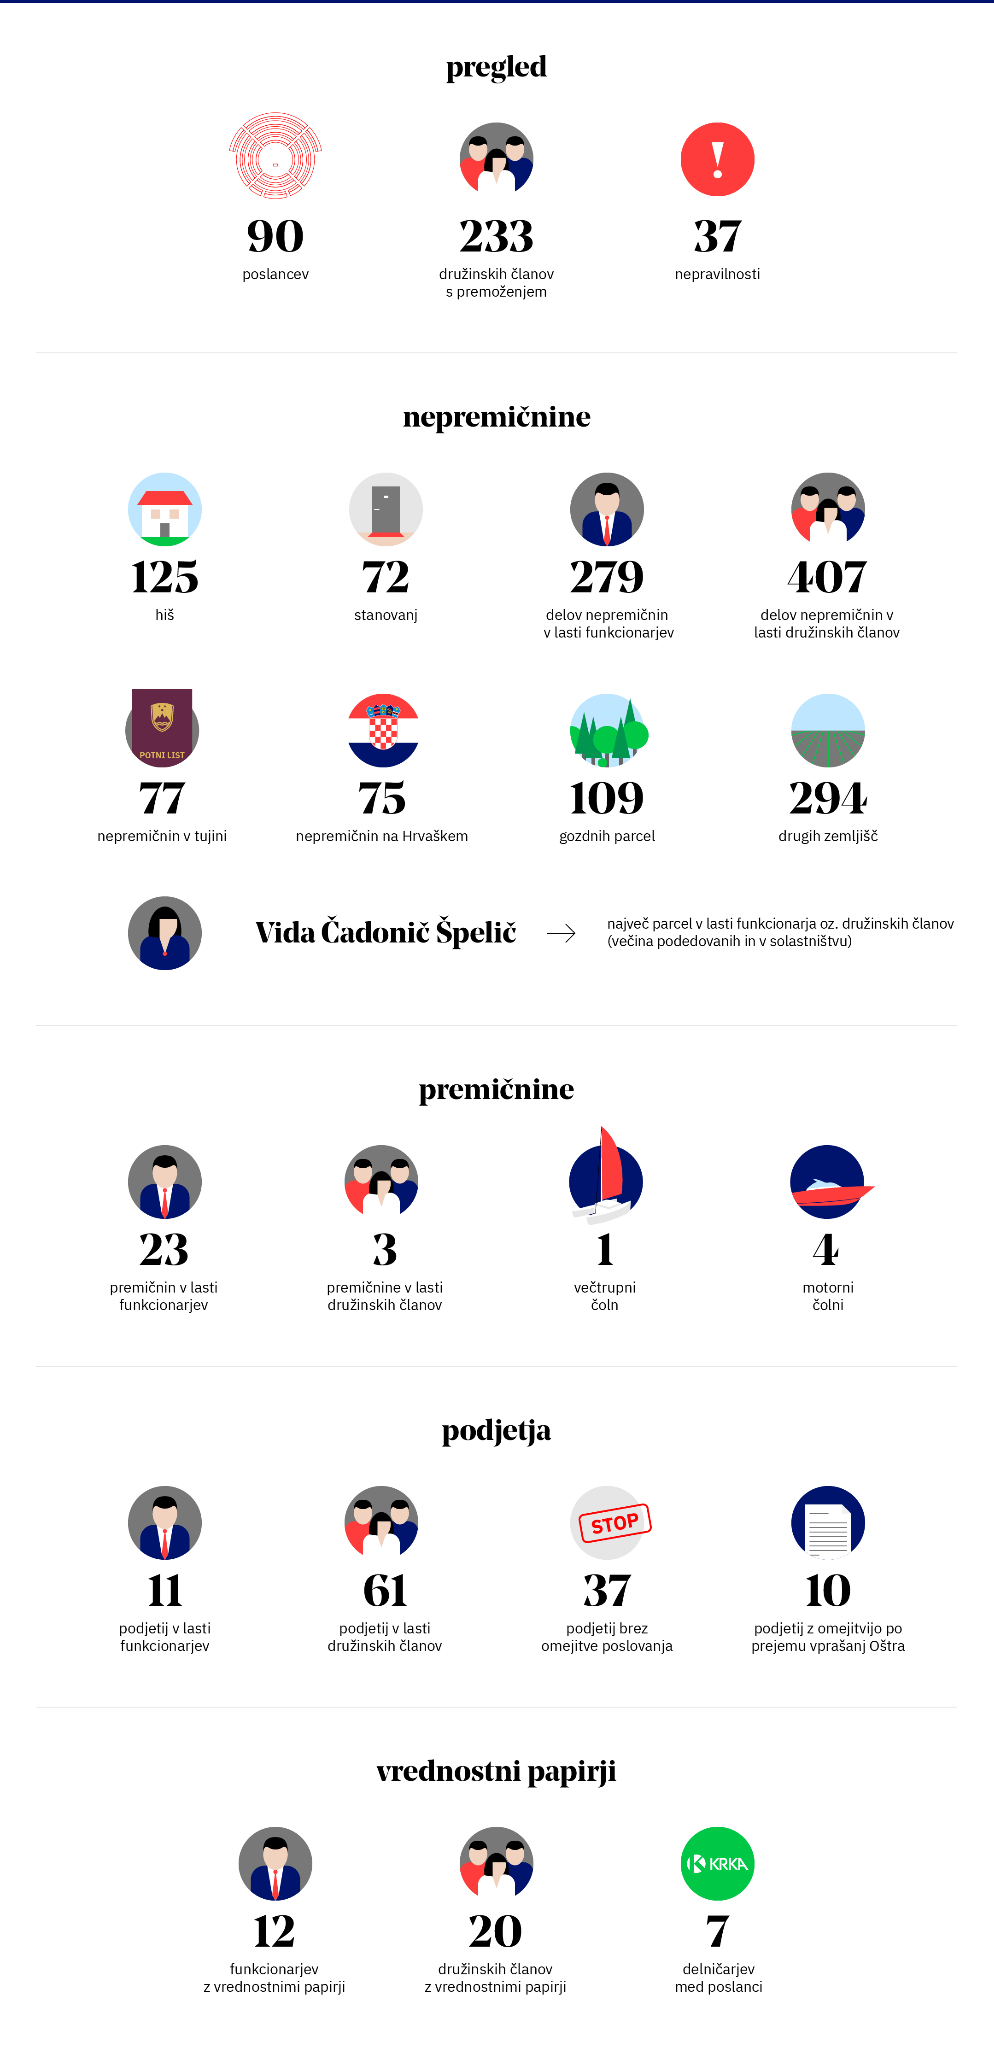 pregled
90
poslancev
233
družinskih članov
s premoženjem
37
nepravilnosti
nepremičnine
125
hiš
72
stanovanj
279
delov nepremičnin
v lasti funkcionarjev
407
delov nepremičnin v
lasti družinskih članov
POTNI LIST
77
nepremičnin v tujini
75
nepremičnin na Hrvaškem
109
gozdnih parcel
294
drugih zemljišč
Vida Čadonič Špelič
največ parcel v lasti funkcionarja oz. družinskih članov
(večina podedovanih in v solastništvu)
premičnine
23
premičnin v lasti
funkcionarjev
3
premičnine v lasti
družinskih članov
1
večtrupni
čoln
4
motorni
čolni
podjetja
11
podjetij v lasti
funkcionarjev
61
podjetij v lasti
družinskih članov
STOP
37
podjetij brez
omejitve poslovanja
10
podjetij z omejitvijo po
prejemu vprašanj Oštra
vrednostni papirji
12
funkcionarjev
z vrednostnimi papirji
20
družinskih članov
z vrednostnimi papirji
KRKA
7
delničarjev
med poslanci